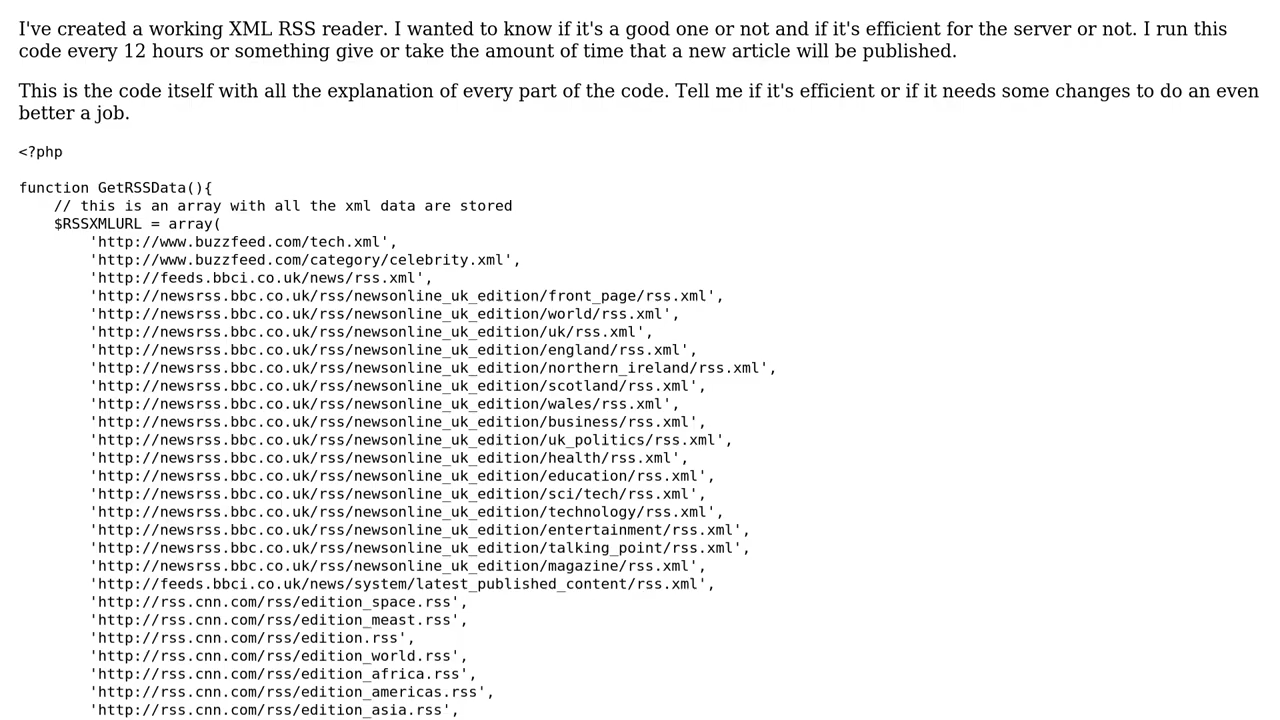 I've created a working XML RSS reader. I wanted to know if it's a good one or not and if it's efficient for the server or not. I run this
code every 12 hours or something give or take the amount of time that a new article will be published.
This is the code itself with all the explanation of every part of the code. Tell me if it's efficient or if it needs some changes to do an even
better a job.
<?php
function GetRSSData(){
    // this is an array with all the xml data are stored
    $RSSXMLURL = array(
        'http://www.buzzfeed.com/tech.xml',
        'http://www.buzzfeed.com/category/celebrity.xml',
        'http://feeds.bbci.co.uk/news/rss.xml',
        'http://newsrss.bbc.co.uk/rss/newsonline_uk_edition/front_page/rss.xml',
        'http://newsrss.bbc.co.uk/rss/newsonline_uk_edition/world/rss.xml',
        'http://newsrss.bbc.co.uk/rss/newsonline_uk_edition/uk/rss.xml',
        'http://newsrss.bbc.co.uk/rss/newsonline_uk_edition/england/rss.xml',
        'http://newsrss.bbc.co.uk/rss/newsonline_uk_edition/northern_ireland/rss.xml',
        'http://newsrss.bbc.co.uk/rss/newsonline_uk_edition/scotland/rss.xml',
        'http://newsrss.bbc.co.uk/rss/newsonline_uk_edition/wales/rss.xml',
        'http://newsrss.bbc.co.uk/rss/newsonline_uk_edition/business/rss.xml',
        'http://newsrss.bbc.co.uk/rss/newsonline_uk_edition/uk_politics/rss.xml',
        'http://newsrss.bbc.co.uk/rss/newsonline_uk_edition/health/rss.xml',
        'http://newsrss.bbc.co.uk/rss/newsonline_uk_edition/education/rss.xml',
        'http://newsrss.bbc.co.uk/rss/newsonline_uk_edition/sci/tech/rss.xml',
        'http://newsrss.bbc.co.uk/rss/newsonline_uk_edition/technology/rss.xml',
        'http://newsrss.bbc.co.uk/rss/newsonline_uk_edition/entertainment/rss.xml',
        'http://newsrss.bbc.co.uk/rss/newsonline_uk_edition/talking_point/rss.xml',
        'http://newsrss.bbc.co.uk/rss/newsonline_uk_edition/magazine/rss.xml',
        'http://feeds.bbci.co.uk/news/system/latest_published_content/rss.xml',
        'http://rss.cnn.com/rss/edition_space.rss',
        'http://rss.cnn.com/rss/edition_meast.rss',
        'http://rss.cnn.com/rss/edition.rss',
        'http://rss.cnn.com/rss/edition_world.rss',
        'http://rss.cnn.com/rss/edition_africa.rss',
        'http://rss.cnn.com/rss/edition_americas.rss',
        'http://rss.cnn.com/rss/edition_asia.rss',